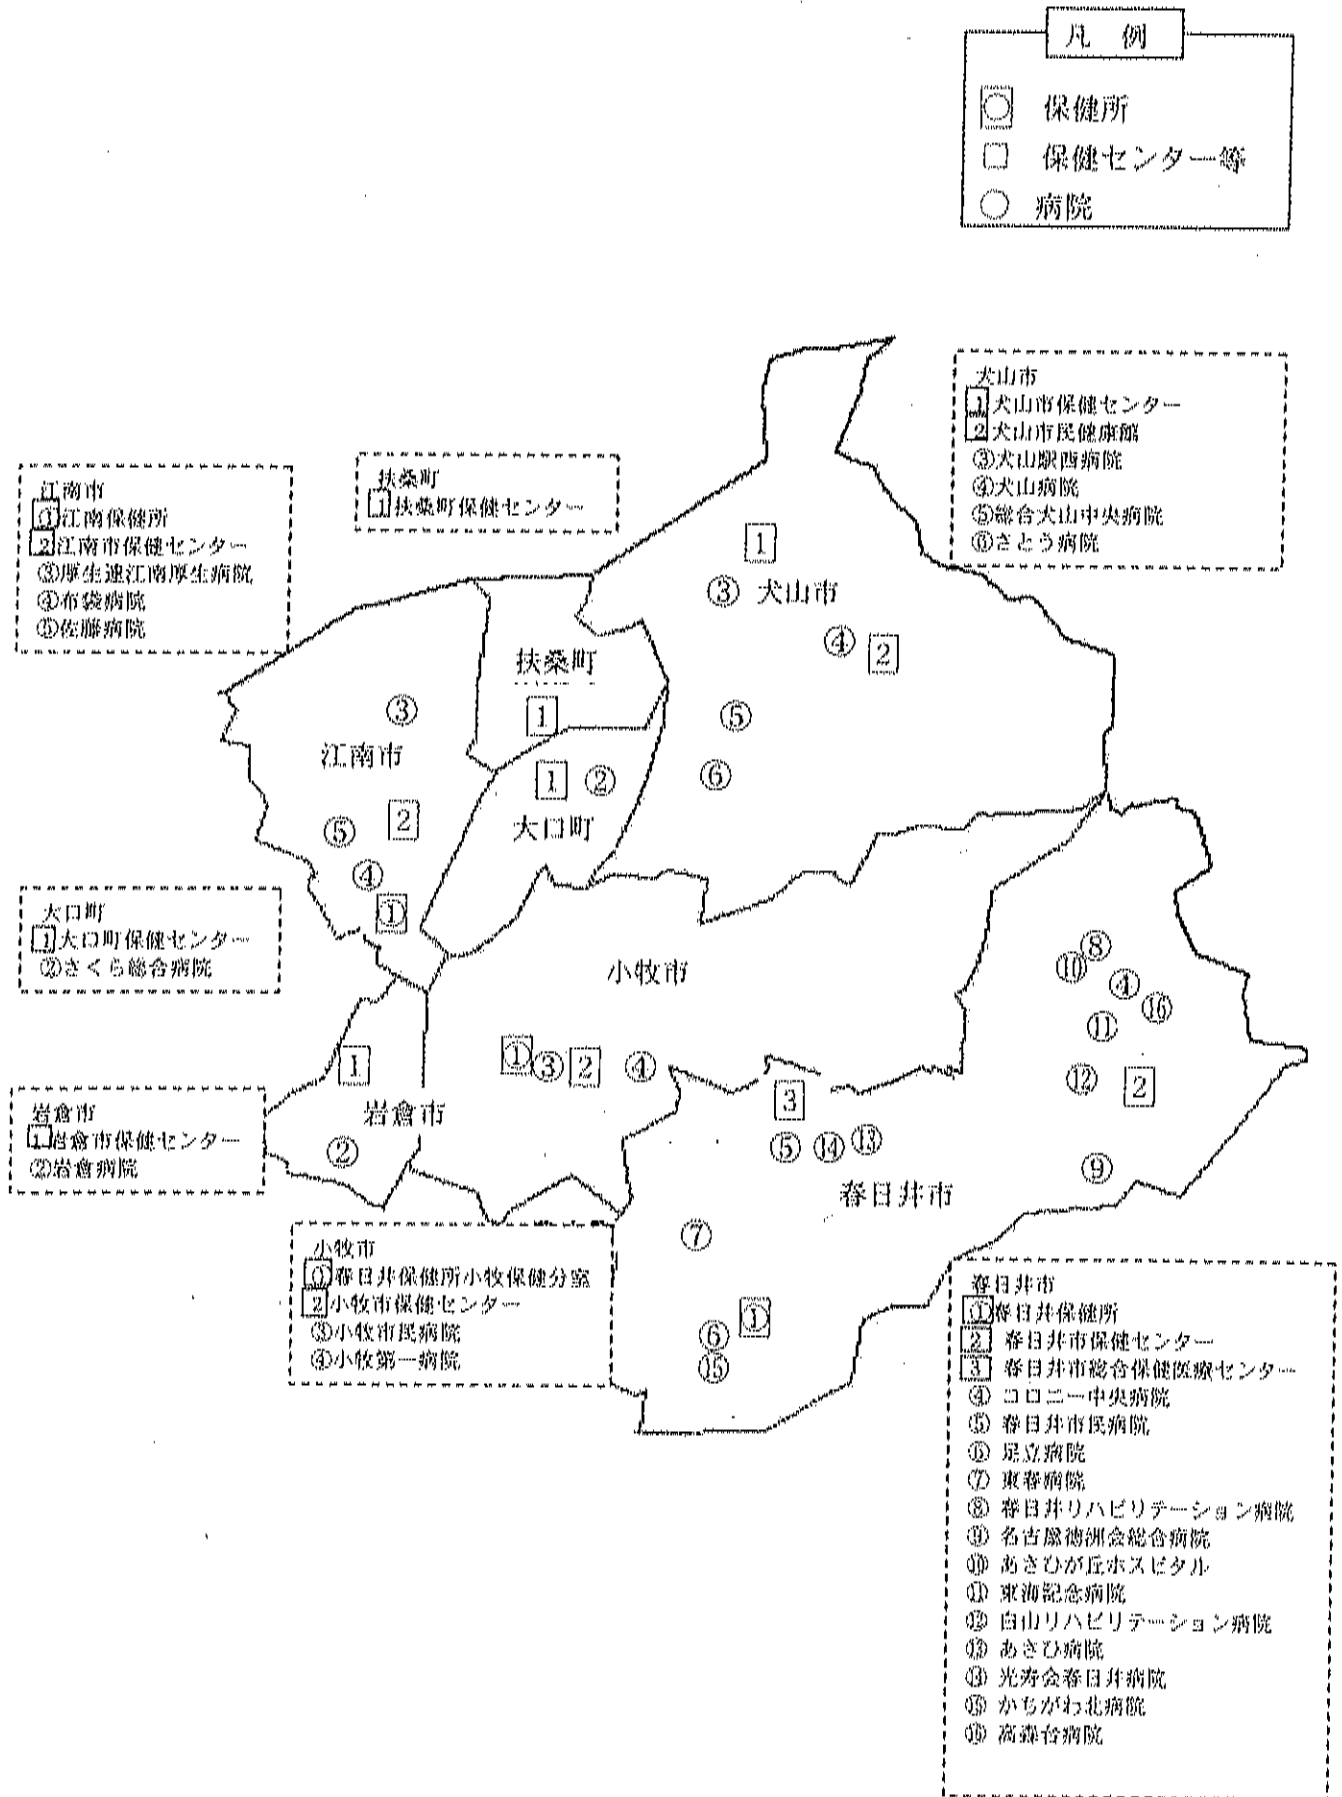 凡 例
保健所
保健センター等
病院
犬山市
1犬山市保健センター
2犬山市民健康館
③犬山駅西病院
④犬山病院
⑤総合犬山中央病院
⑥さとう病院
扶桑町
1扶桑町保健センター
江南市
①江南保健所
2江南市保健センター
③厚生連江南厚生病院
④布袋病院
⑤佐藤病院
1
③ 犬山市
④ 2
扶桑町
③
1
⑤
江南市
1 ②
⑥
2
⑤
大口町
④
①
大口町
1大口町保健センター
②さくら総合病院
小牧市
⑧
⑩
④
⑯
⑪
① ③ 2 ④
1
⑫ 2
3
岩倉市
②
⑤ ⑭ ⑬
⑨
春日井市
岩倉市
1岩倉市保健センター
②岩倉病院
⑦
小牧市
①春日井保健所小牧保健分室
2小牧市保健センター
③小牧市民病院
④小牧第一病院
①
⑥
⑮
春日井市
①春日井保健所
2 春日井市保健センター
3 春日井市総合保健医療センター
④ コロニー中央病院
⑤ 春日井市民病院
⑥ 足立病院
⑦ 東春病院
⑧ 春日井リハビリテーション病院
⑨ 名古屋徳洲会総合病院
⑩ あさひが丘ホスピタル
⑪ 東海記念病院
⑫ 白山リハビリテーション病院
⑬ あさひ病院
⑭ 光寿会春日井病院
⑮ かちがわ北病院
⑯ 高森台病院